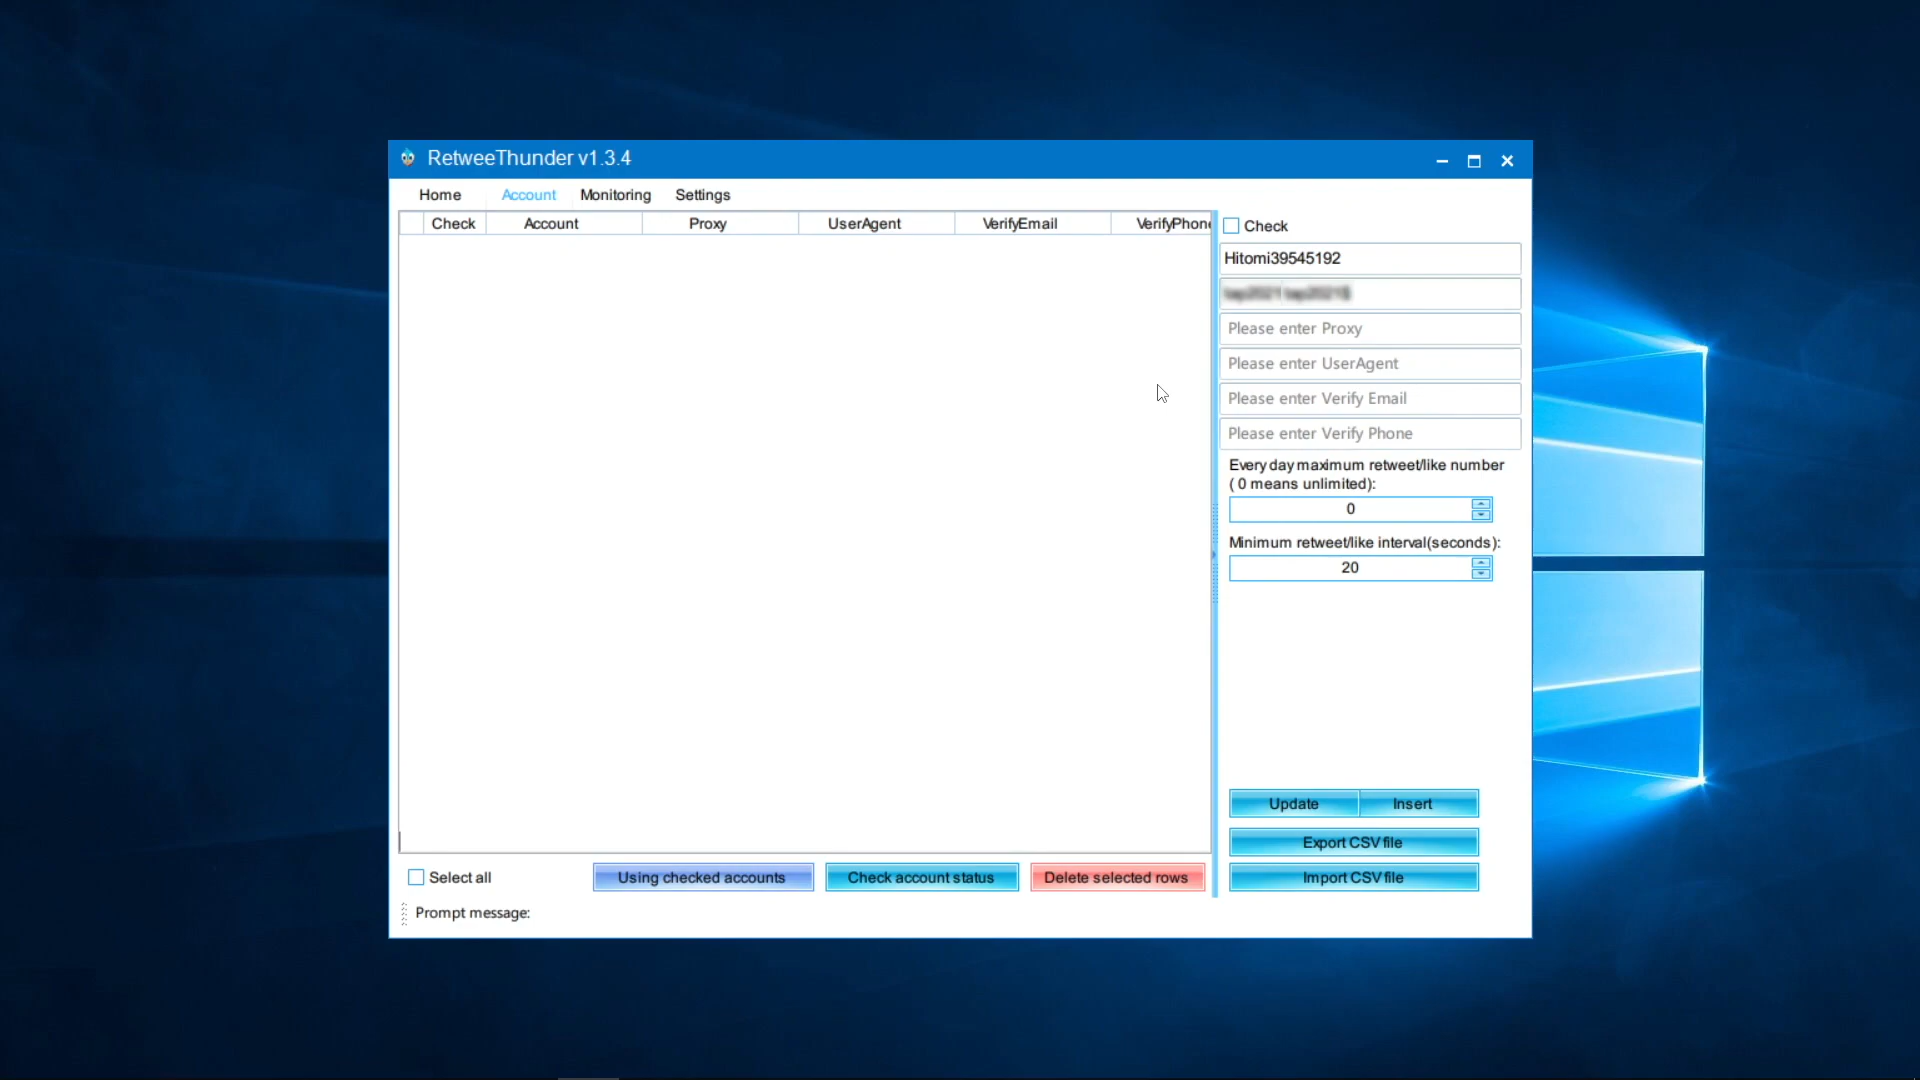 RetweeThunder v1.3.4
Home Account Monitoring Settings
Check Account Proxy UserAgent VerifyEmail VerifyPhone
Check
Hitomi39545192
Please enter Proxy
Please enter UserAgent
Please enter Verify Email
Please enter Verify Phone
Every day maximum retweet/like number
( 0 means unlimited):
0
Minimum retweet/like interval(seconds):
20
Update Insert
Export CSV file
Select all Using checked accounts Check account status Delete selected rows Import CSV file
Prompt message: